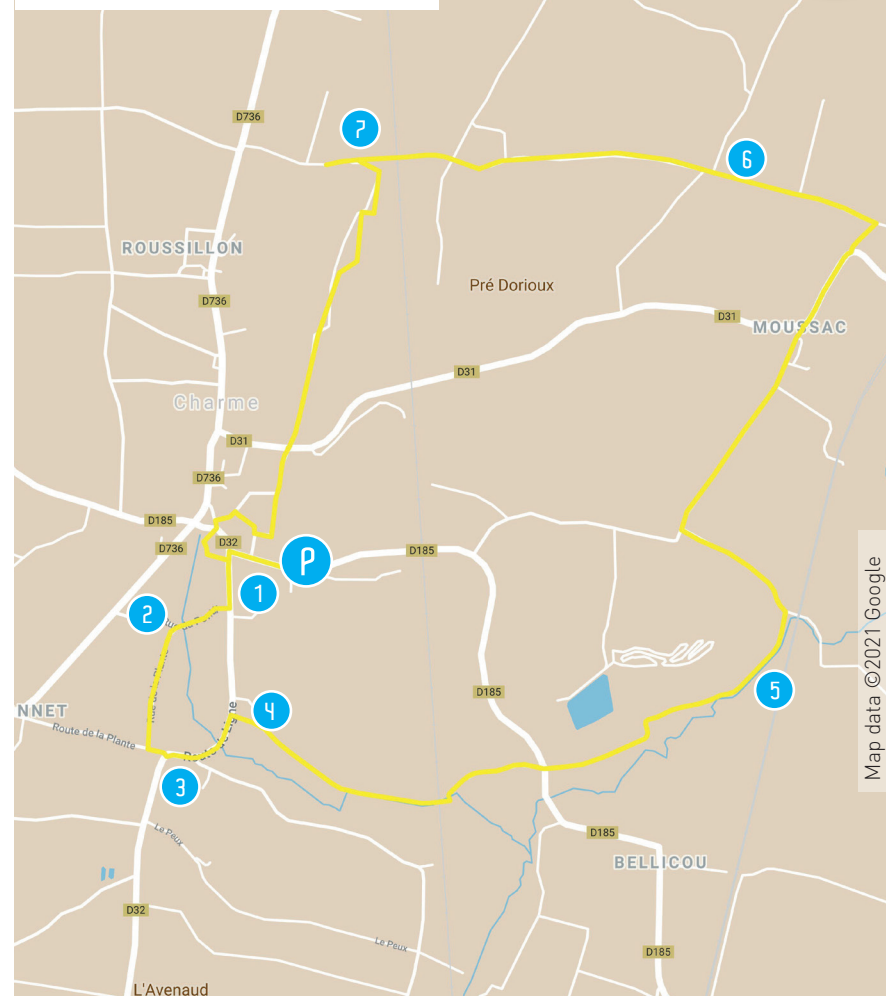 D736
7
6
ROUSSILLON
Pré Dorioux
D736
D31
MOUSSAC
D31
Charme
D31
D736
D185
D32
D736
P
D185
1
2
Route de la Plante
NNET
4
5
D185
3
Le Peux
D185
BELLICOU
D32
Le Peux
D185
L'Avenaud
Map data ©2021 Google